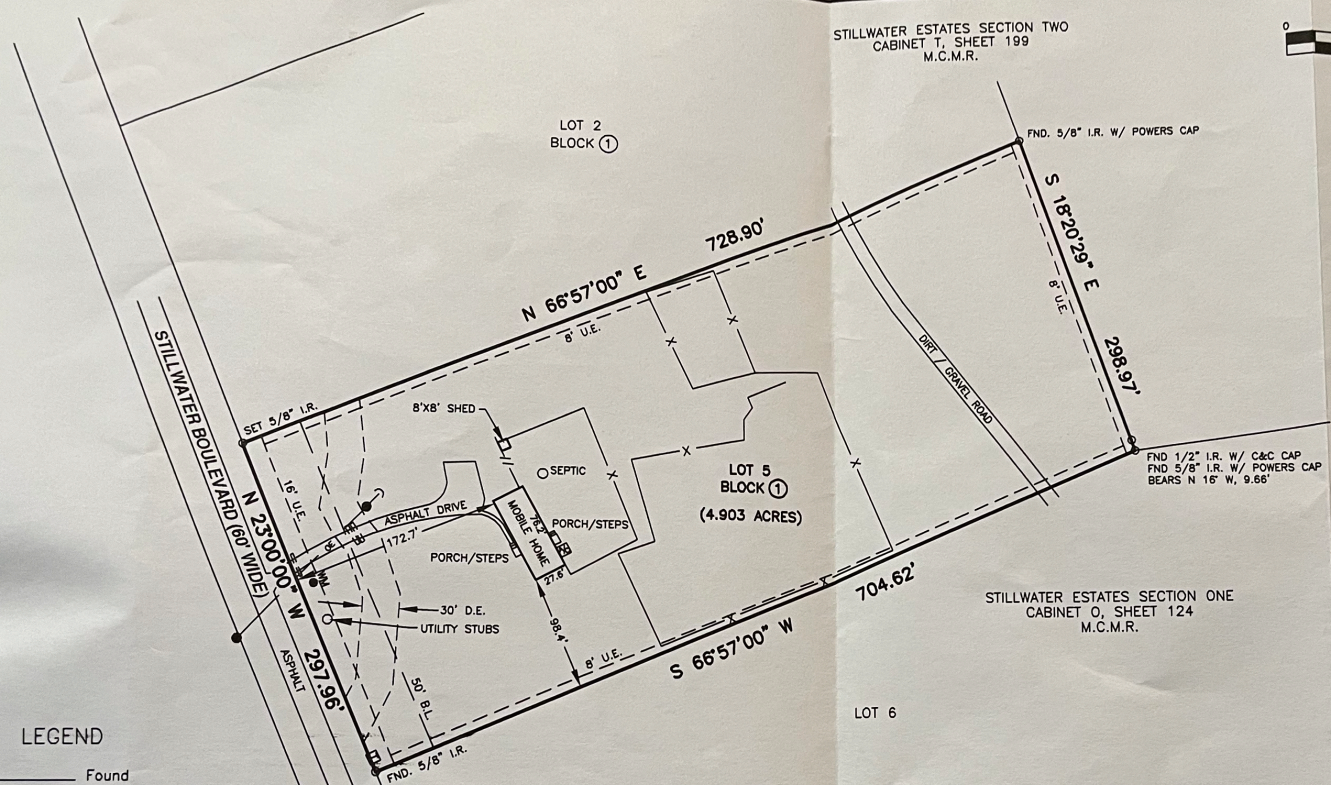 STILLWATER ESTATES SECTION TWO
CABINET T, SHEET 199
M.C.M.R.
0
LOT 2
BLOCK 1
FND. 5/8" I.R. W/ POWERS CAP
S 18°20'29" E
298.97'
8' U.E.
728.90'
N 66°57'00" E
8' U.E.
DIRT / GRAVEL ROAD
SET 5/8" I.R.
8'X8' SHED
SEPTIC
LOT 5
BLOCK 1
(4.903 ACRES)
FND 1/2" I.R. W/ C&C CAP
FND 5/8" I.R. W/ POWERS CAP
BEARS N 16° W, 9.66'
STILLWATER BOULEVARD (60' WIDE)
16' U.E.
N 23°00'00" W
297.96'
ASPHALT DRIVE
172.7'
MOBILE HOME
76.2'
PORCH/STEPS
PORCH/STEPS
27.6'
OE
WM
30' D.E.
UTILITY STUBS
98.4'
8' U.E.
S 66°57'00" W
704.62'
STILLWATER ESTATES SECTION ONE
CABINET O, SHEET 124
M.C.M.R.
ASPHALT
50' B.L.
LOT 6
LEGEND
FND. 5/8" I.R.
Found